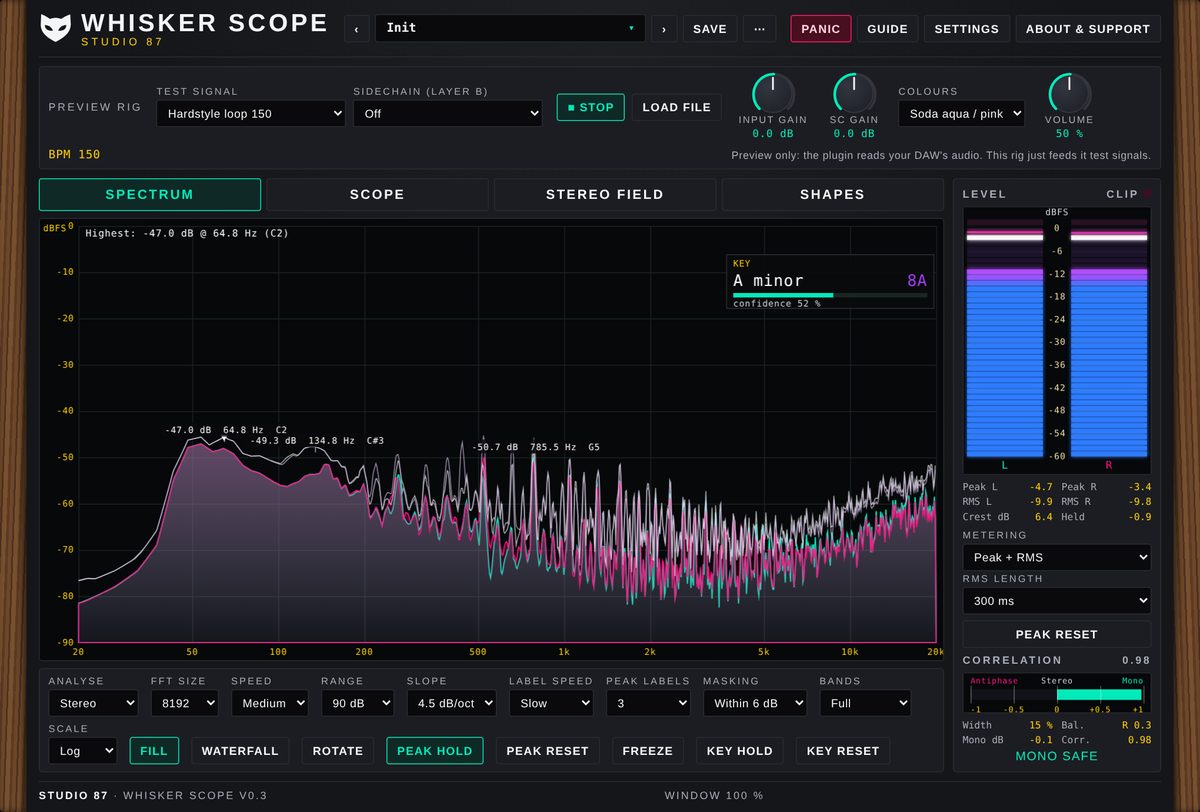 WHISKER SCOPE
STUDIO 87
‹
Init
›
SAVE
···
PANIC
GUIDE
SETTINGS
ABOUT & SUPPORT
PREVIEW RIG
TEST SIGNAL
Hardstyle loop 150
SIDECHAIN (LAYER B)
Off
STOP
LOAD FILE
INPUT GAIN
0.0 dB
SC GAIN
0.0 dB
COLOURS
Soda aqua / pink
VOLUME
50 %
BPM 150
Preview only: the plugin reads your DAW's audio. This rig just feeds it test signals.
SPECTRUM
SCOPE
STEREO FIELD
SHAPES
dBFS
Highest: -47.0 dB @ 64.8 Hz (C2)
0
-10
-20
-30
-40
-50
-60
-70
-80
-90
KEY
A minor 8A
confidence 52 %
-47.0 dB 64.8 Hz C2
-49.3 dB 134.8 Hz C#3
-50.7 dB 785.5 Hz G5
20 50 100 200 500 1k 2k 5k 10k 20k
LEVEL
CLIP
dBFS
0
-6
-12
-18
-24
-30
-36
-42
-48
-54
-60
L R
Peak L -4.7 Peak R -3.4
RMS L -9.9 RMS R -9.8
Crest dB 6.4 Held -0.9
METERING
Peak + RMS
RMS LENGTH
300 ms
PEAK RESET
CORRELATION 0.98
Antiphase Stereo Mono
-1 -0.5 0 +0.5 +1
Width 15 % Bal. R 0.3
Mono dB -0.1 Corr. 0.98
MONO SAFE
ANALYSE
Stereo
FFT SIZE
8192
SPEED
Medium
RANGE
90 dB
SLOPE
4.5 dB/oct
LABEL SPEED
Slow
PEAK LABELS
3
MASKING
Within 6 dB
BANDS
Full
SCALE
Log
FILL
WATERFALL
ROTATE
PEAK HOLD
PEAK RESET
FREEZE
KEY HOLD
KEY RESET
STUDIO 87 · WHISKER SCOPE V0.3
WINDOW 100 %